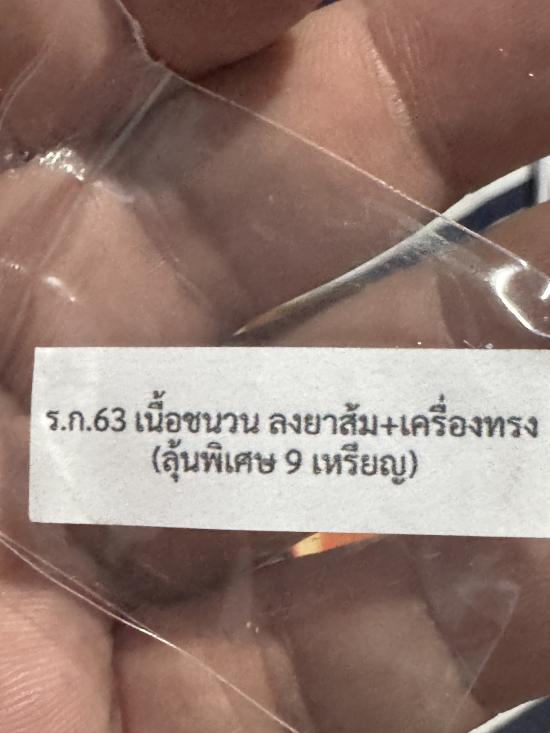 ร.ก.63 เนื้อชนวน ลงยาส้ม+เครื่องทรง
(ลุ้นพิเศษ 9 เหรียญ)